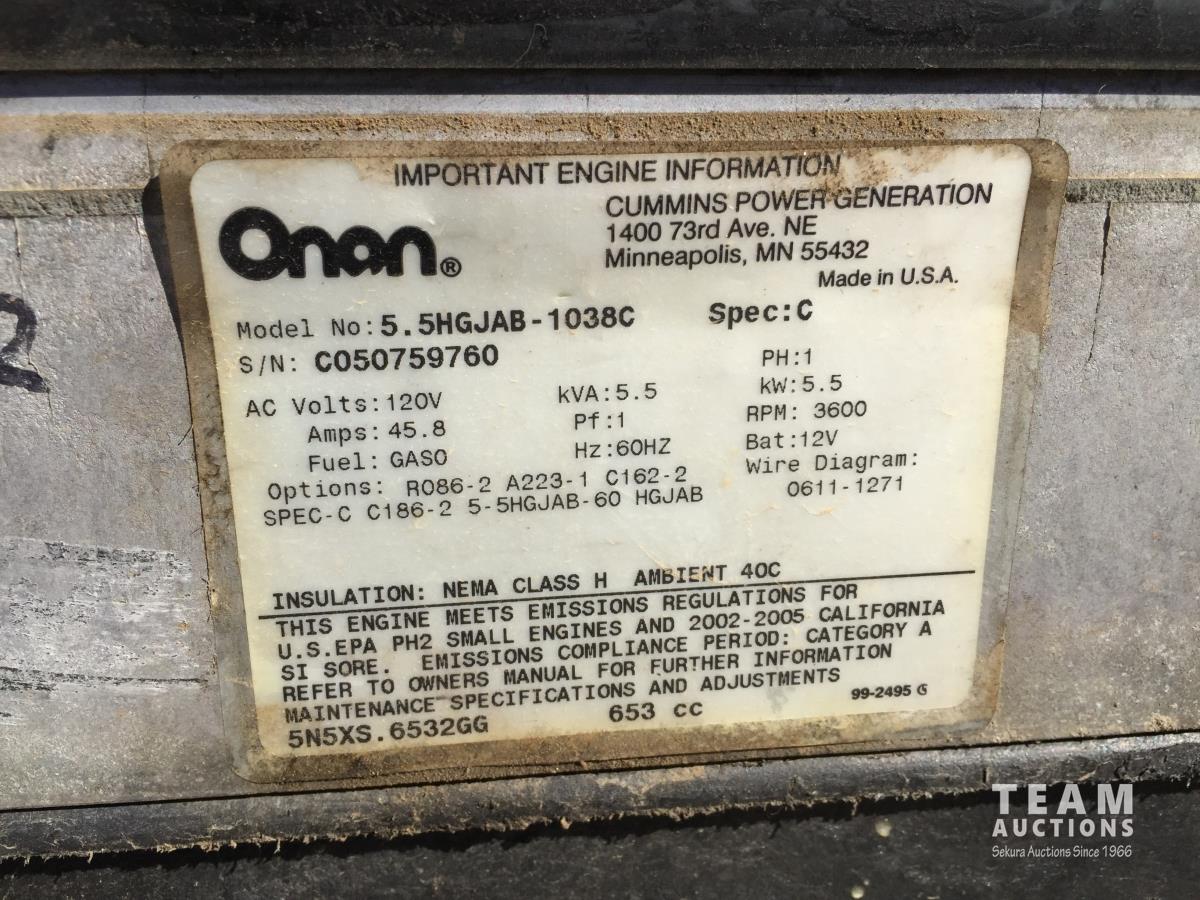 IMPORTANT ENGINE INFORMATION
Onan®
CUMMINS POWER GENERATION
1400 73rd Ave. NE
Minneapolis, MN 55432
Made in U.S.A.
Model No:5.5HGJAB-1038C Spec:C
S/N: C050759760 PH:1
AC Volts:120V kVA:5.5 kW:5.5
Amps:45.8 Pf:1 RPM: 3600
Fuel: GASO Hz:60HZ Bat:12V
Options: R086-2 A223-1 C162-2 Wire Diagram:
SPEC-C C186-2 5-5HGJAB-60 HGJAB 0611-1271
INSULATION: NEMA CLASS H AMBIENT 40C
THIS ENGINE MEETS EMISSIONS REGULATIONS FOR
U.S.EPA PH2 SMALL ENGINES AND 2002-2005 CALIFORNIA
SI SORE. EMISSIONS COMPLIANCE PERIOD: CATEGORY A
REFER TO OWNERS MANUAL FOR FURTHER INFORMATION
MAINTENANCE SPECIFICATIONS AND ADJUSTMENTS
99-2495 G
5N5XS.6532GG 653 cc
2
TEAM
AUCTIONS
Sekura Auctions Since 1966